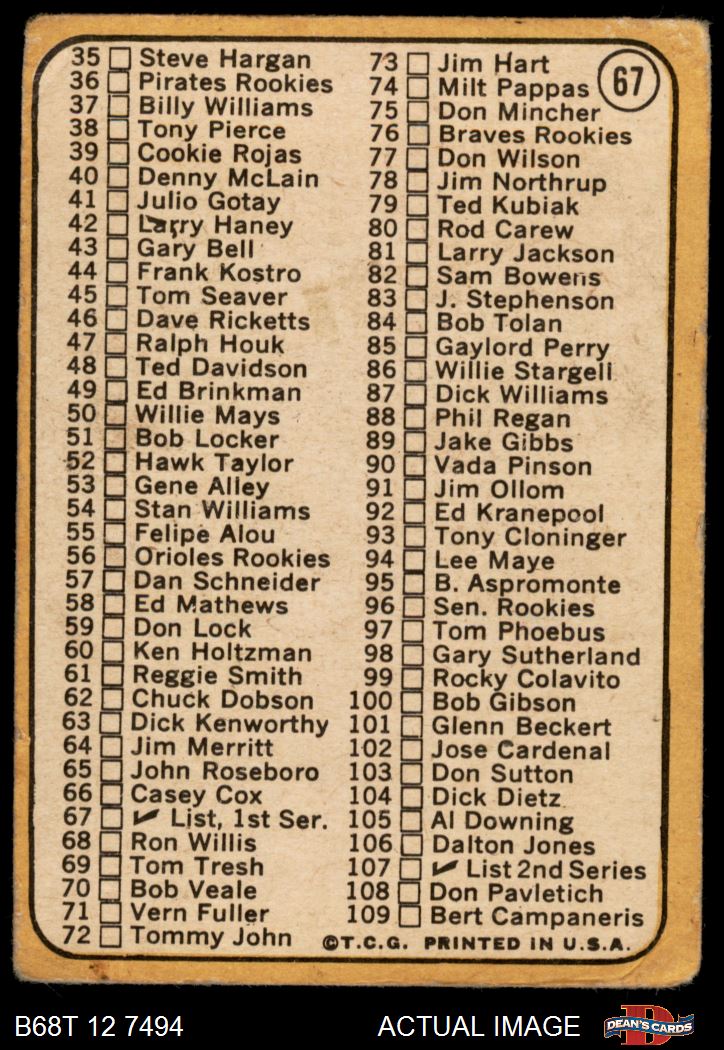 67
35 Steve Hargan
36 Pirates Rookies
37 Billy Williams
38 Tony Pierce
39 Cookie Rojas
40 Denny McLain
41 Julio Gotay
42 Larry Haney
43 Gary Bell
44 Frank Kostro
45 Tom Seaver
46 Dave Ricketts
47 Ralph Houk
48 Ted Davidson
49 Ed Brinkman
50 Willie Mays
51 Bob Locker
52 Hawk Taylor
53 Gene Alley
54 Stan Williams
55 Felipe Alou
56 Orioles Rookies
57 Dan Schneider
58 Ed Mathews
59 Don Lock
60 Ken Holtzman
61 Reggie Smith
62 Chuck Dobson
63 Dick Kenworthy
64 Jim Merritt
65 John Roseboro
66 Casey Cox
67 ✓ List, 1st Ser.
68 Ron Willis
69 Tom Tresh
70 Bob Veale
71 Vern Fuller
72 Tommy John
73 Jim Hart
74 Milt Pappas
75 Don Mincher
76 Braves Rookies
77 Don Wilson
78 Jim Northrup
79 Ted Kubiak
80 Rod Carew
81 Larry Jackson
82 Sam Bowens
83 J. Stephenson
84 Bob Tolan
85 Gaylord Perry
86 Willie Stargell
87 Dick Williams
88 Phil Regan
89 Jake Gibbs
90 Vada Pinson
91 Jim Ollom
92 Ed Kranepool
93 Tony Cloninger
94 Lee Maye
95 B. Aspromonte
96 Sen. Rookies
97 Tom Phoebus
98 Gary Sutherland
99 Rocky Colavito
100 Bob Gibson
101 Glenn Beckert
102 Jose Cardenal
103 Don Sutton
104 Dick Dietz
105 Al Downing
106 Dalton Jones
107 ✓ List 2nd Series
108 Don Pavletich
109 Bert Campaneris
©T.C.G. PRINTED IN U.S.A.
B68T 12 7494
ACTUAL IMAGE
DEAN'S CARDS